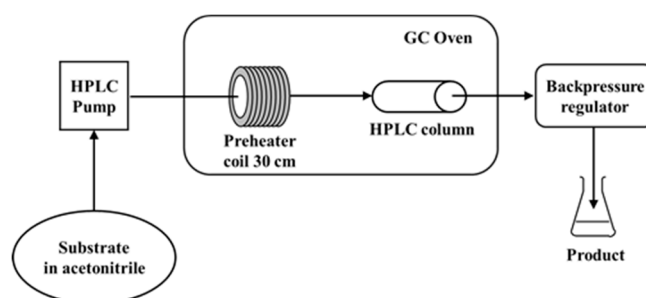 GC Oven
HPLC
Pump
Preheater
coil 30 cm
HPLC column
Backpressure
regulator
Substrate
in acetonitrile
Product